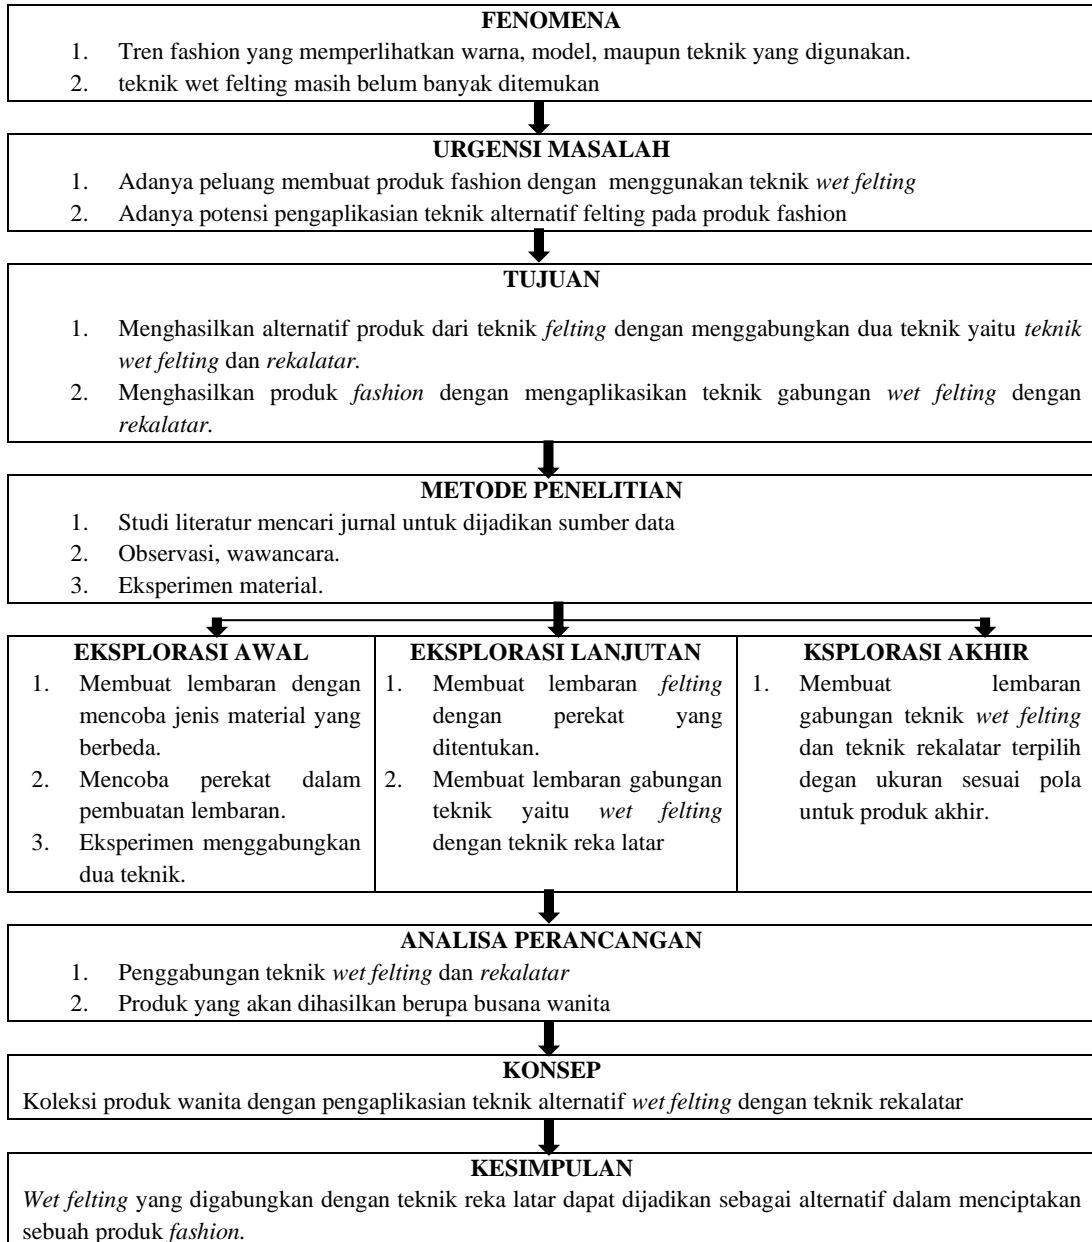 FENOMENA
1. Tren fashion yang memperlihatkan warna, model, maupun teknik yang digunakan.
2. teknik wet felting masih belum banyak ditemukan
URGENSI MASALAH
1. Adanya peluang membuat produk fashion dengan menggunakan teknik wet felting
2. Adanya potensi pengaplikasian teknik alternatif felting pada produk fashion
TUJUAN
1. Menghasilkan alternatif produk dari teknik felting dengan menggabungkan dua teknik yaitu teknik
wet felting dan rekalatar.
2. Menghasilkan produk fashion dengan mengaplikasikan teknik gabungan wet felting dengan
rekalatar.
METODE PENELITIAN
1. Studi literatur mencari jurnal untuk dijadikan sumber data
2. Observasi, wawancara.
3. Eksperimen material.
EKSPLORASI AWAL
1. Membuat lembaran dengan
mencoba jenis material yang
berbeda.
2. Mencoba perekat dalam
pembuatan lembaran.
3. Eksperimen menggabungkan
dua teknik.
EKSPLORASI LANJUTAN
1. Membuat lembaran felting
dengan perekat yang
ditentukan.
2. Membuat lembaran gabungan
teknik yaitu wet felting
dengan teknik reka latar
KSPLORASI AKHIR
1. Membuat lembaran
gabungan teknik wet felting
dan teknik rekalatar terpilih
degan ukuran sesuai pola
untuk produk akhir.
ANALISA PERANCANGAN
1. Penggabungan teknik wet felting dan rekalatar
2. Produk yang akan dihasilkan berupa busana wanita
KONSEP
Koleksi produk wanita dengan pengaplikasian teknik alternatif wet felting dengan teknik rekalatar
KESIMPULAN
Wet felting yang digabungkan dengan teknik reka latar dapat dijadikan sebagai alternatif dalam menciptakan
sebuah produk fashion.